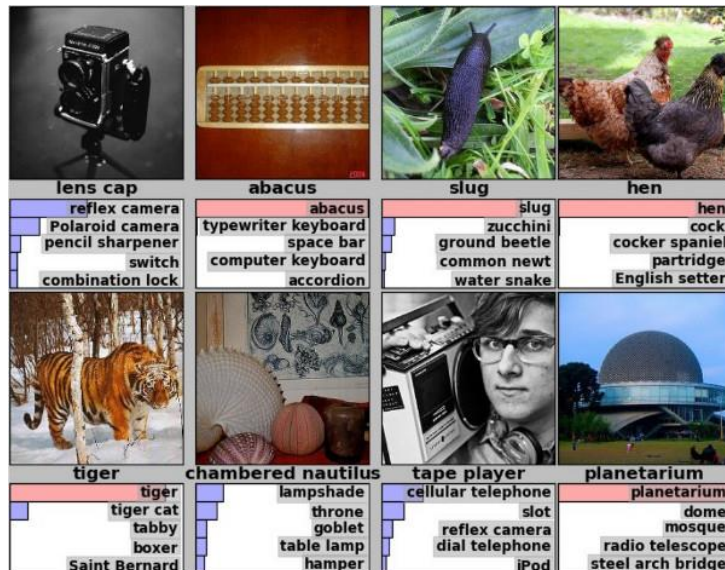 lens cap
reflex camera
Polaroid camera
pencil sharpener
switch
combination lock
abacus
abacus
typewriter keyboard
space bar
computer keyboard
accordion
slug
slug
zucchini
ground beetle
common newt
water snake
hen
hen
cock
cocker spaniel
partridge
English setter
tiger
tiger
tiger cat
tabby
boxer
Saint Bernard
chambered nautilus
lampshade
throne
goblet
table lamp
hamper
tape player
cellular telephone
slot
reflex camera
dial telephone
iPod
planetarium
planetarium
dome
mosque
radio telescope
steel arch bridge